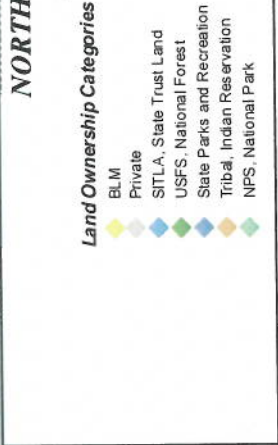 NORTH
Land Ownership Categories
BLM
Private
SITLA, State Trust Land
USFS, National Forest
State Parks and Recreation
Tribal, Indian Reservation
NPS, National Park